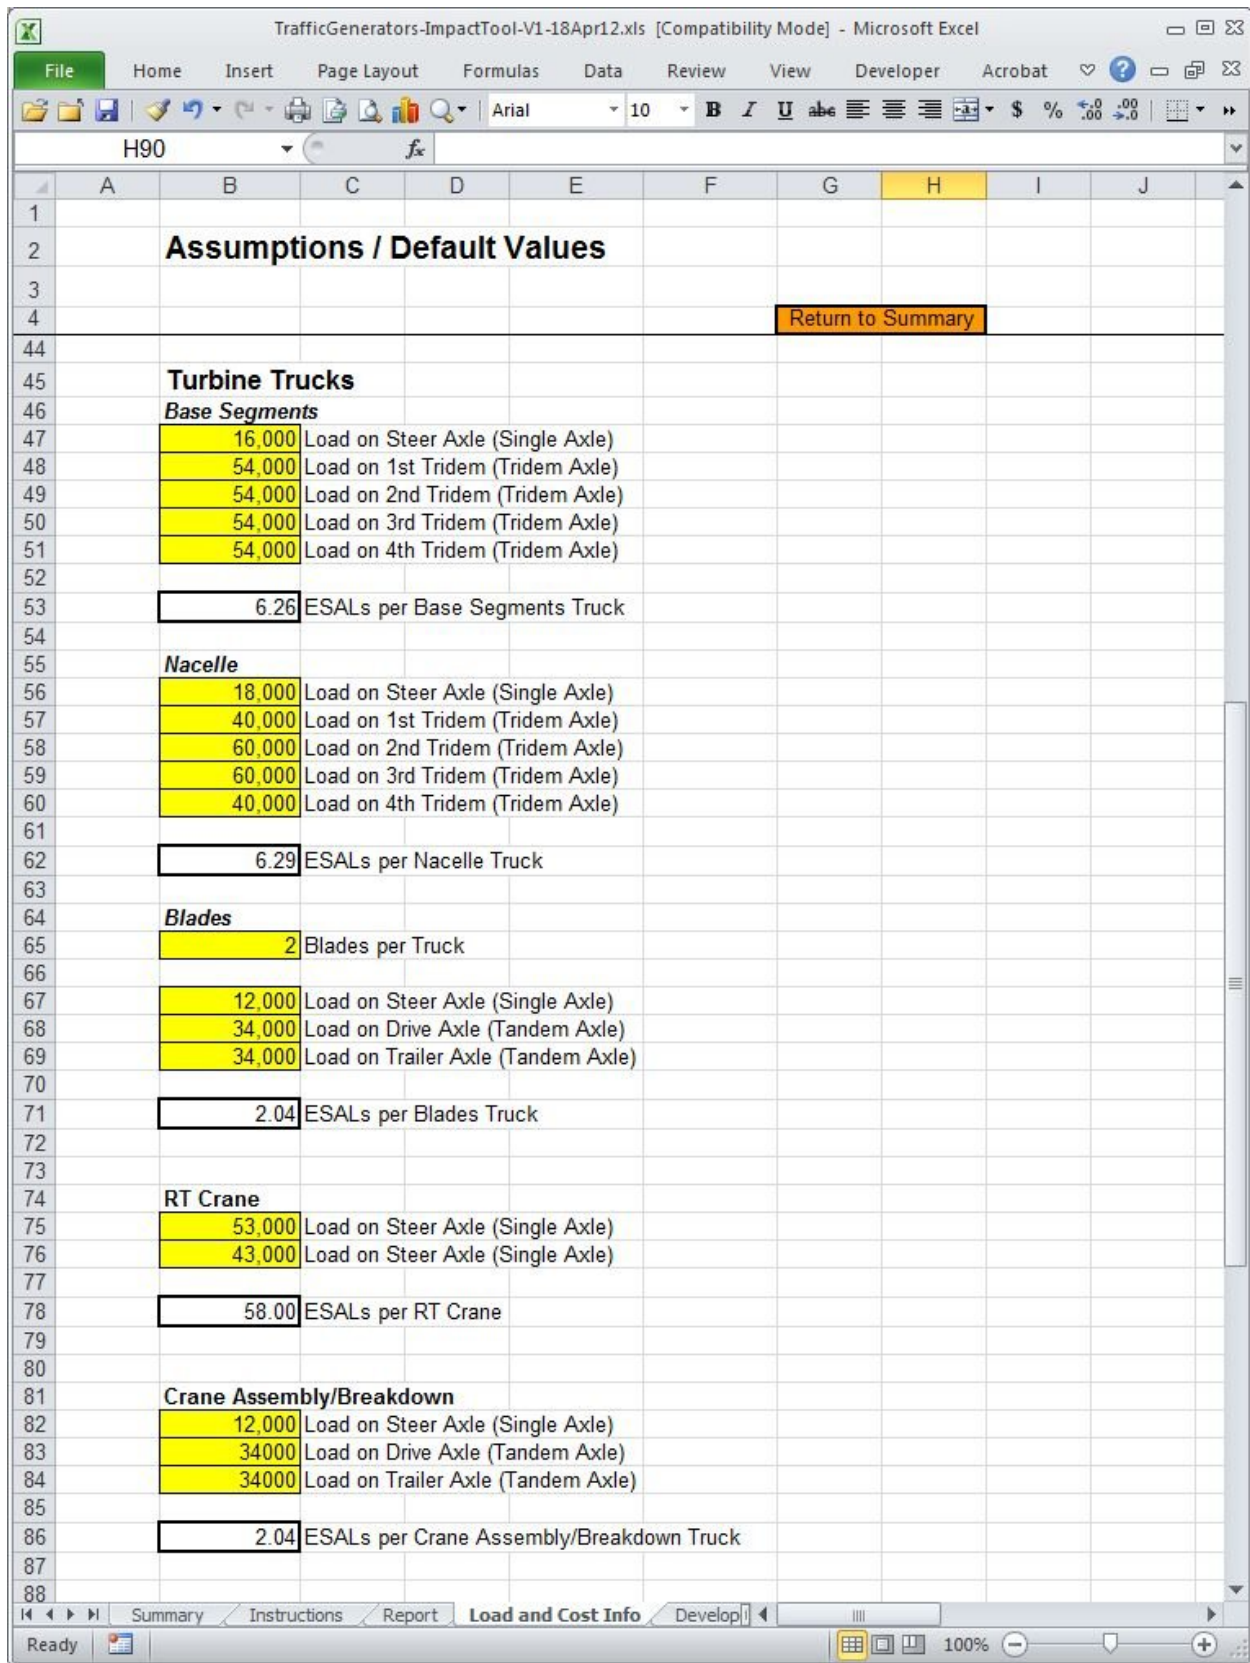 TrafficGenerators-ImpactTool-V1-18Apr12.xls [Compatibility Mode] - Microsoft Excel
File Home Insert Page Layout Formulas Data Review View Developer Acrobat
Arial 10 B I U abc $ %
H90 fx
A B C D E F G H I J
1
2 Assumptions / Default Values
3
4 Return to Summary
44
45 Turbine Trucks
46 Base Segments
47 16,000 Load on Steer Axle (Single Axle)
48 54,000 Load on 1st Tridem (Tridem Axle)
49 54,000 Load on 2nd Tridem (Tridem Axle)
50 54,000 Load on 3rd Tridem (Tridem Axle)
51 54,000 Load on 4th Tridem (Tridem Axle)
52
53 6.26 ESALs per Base Segments Truck
54
55 Nacelle
56 18,000 Load on Steer Axle (Single Axle)
57 40,000 Load on 1st Tridem (Tridem Axle)
58 60,000 Load on 2nd Tridem (Tridem Axle)
59 60,000 Load on 3rd Tridem (Tridem Axle)
60 40,000 Load on 4th Tridem (Tridem Axle)
61
62 6.29 ESALs per Nacelle Truck
63
64 Blades
65 2 Blades per Truck
66
67 12,000 Load on Steer Axle (Single Axle)
68 34,000 Load on Drive Axle (Tandem Axle)
69 34,000 Load on Trailer Axle (Tandem Axle)
70
71 2.04 ESALs per Blades Truck
72
73
74 RT Crane
75 53,000 Load on Steer Axle (Single Axle)
76 43,000 Load on Steer Axle (Single Axle)
77
78 58.00 ESALs per RT Crane
79
80
81 Crane Assembly/Breakdown
82 12,000 Load on Steer Axle (Single Axle)
83 34000 Load on Drive Axle (Tandem Axle)
84 34000 Load on Trailer Axle (Tandem Axle)
85
86 2.04 ESALs per Crane Assembly/Breakdown Truck
87
88
Summary Instructions Report Load and Cost Info Develop
Ready 100%